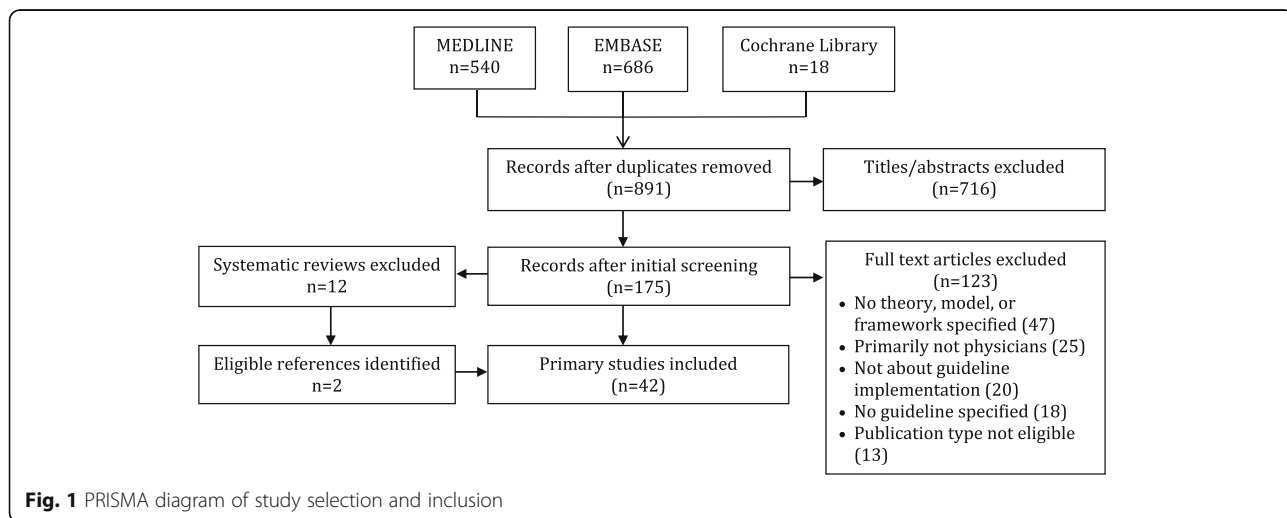 MEDLINE
n=540
EMBASE
n=686
Cochrane Library
n=18
Records after duplicates removed
(n=891)
Titles/abstracts excluded
(n=716)
Systematic reviews excluded
n=12
Records after initial screening
(n=175)
Full text articles excluded
(n=123)
• No theory, model, or
framework specified (47)
• Primarily not physicians (25)
• Not about guideline
implementation (20)
• No guideline specified (18)
• Publication type not eligible
(13)
Eligible references identified
n=2
Primary studies included
(n=42)
Fig. 1 PRISMA diagram of study selection and inclusion